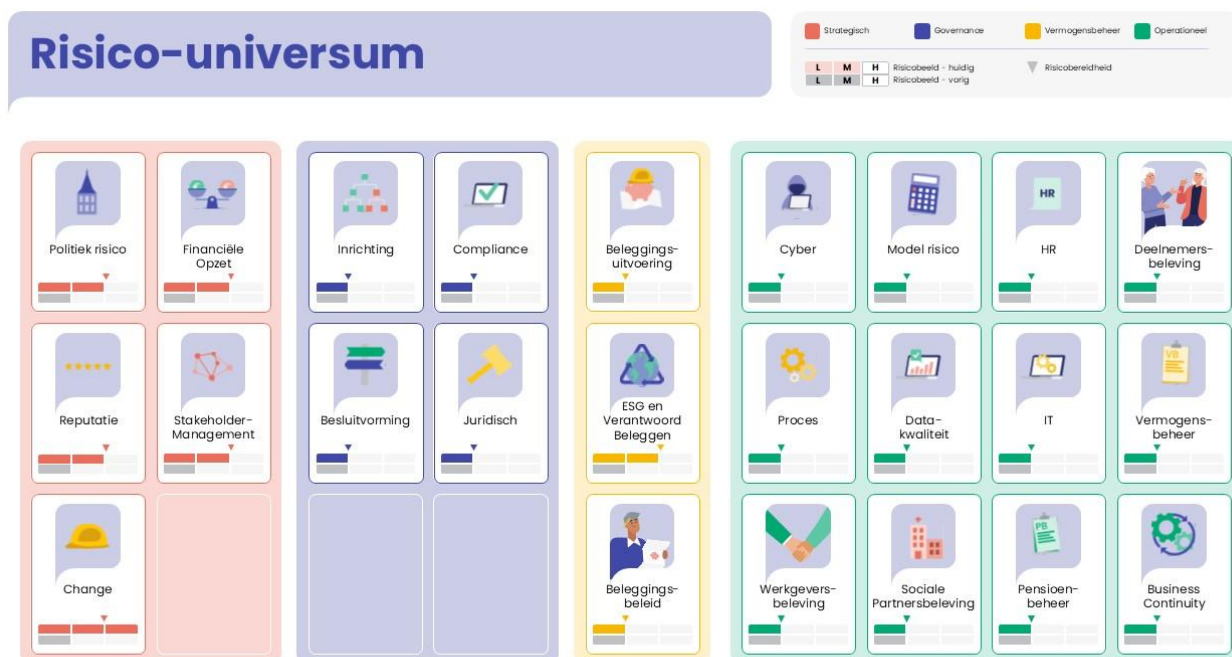 Risico-universum
Strategisch
Governance
Vermogensbeheer
Operationeel
L M H Risicobeeld - huidig
L M H Risicobeeld - vorig
Risicobereidheid
Politiek risico
Financiële
Opzet
Inrichting
Compliance
Beleggings-
uitvoering
Cyber
Model risico
HR
HR
Deelnemers-
beleving
Reputatie
Stakeholder-
Management
Besluitvorming
Juridisch
ESG en
Verantwoord
Beleggen
Proces
Data-
kwaliteit
IT
VB
Vermogens-
beheer
Change
Beleggings-
beleid
Werkgevers-
beleving
Sociale
Partnersbeleving
PB
Pensioen-
beheer
Business
Continuity